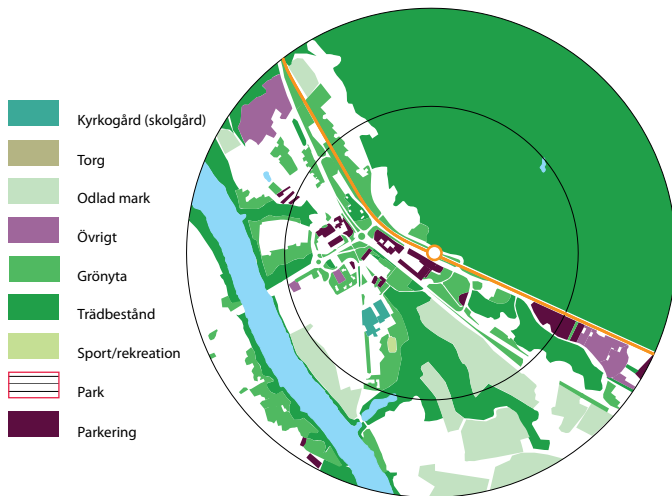 Kyrkogård (skolgård)
Torg
Odlad mark
Övrigt
Grönyta
Trädbestånd
Sport/rekreation
Park
Parkering